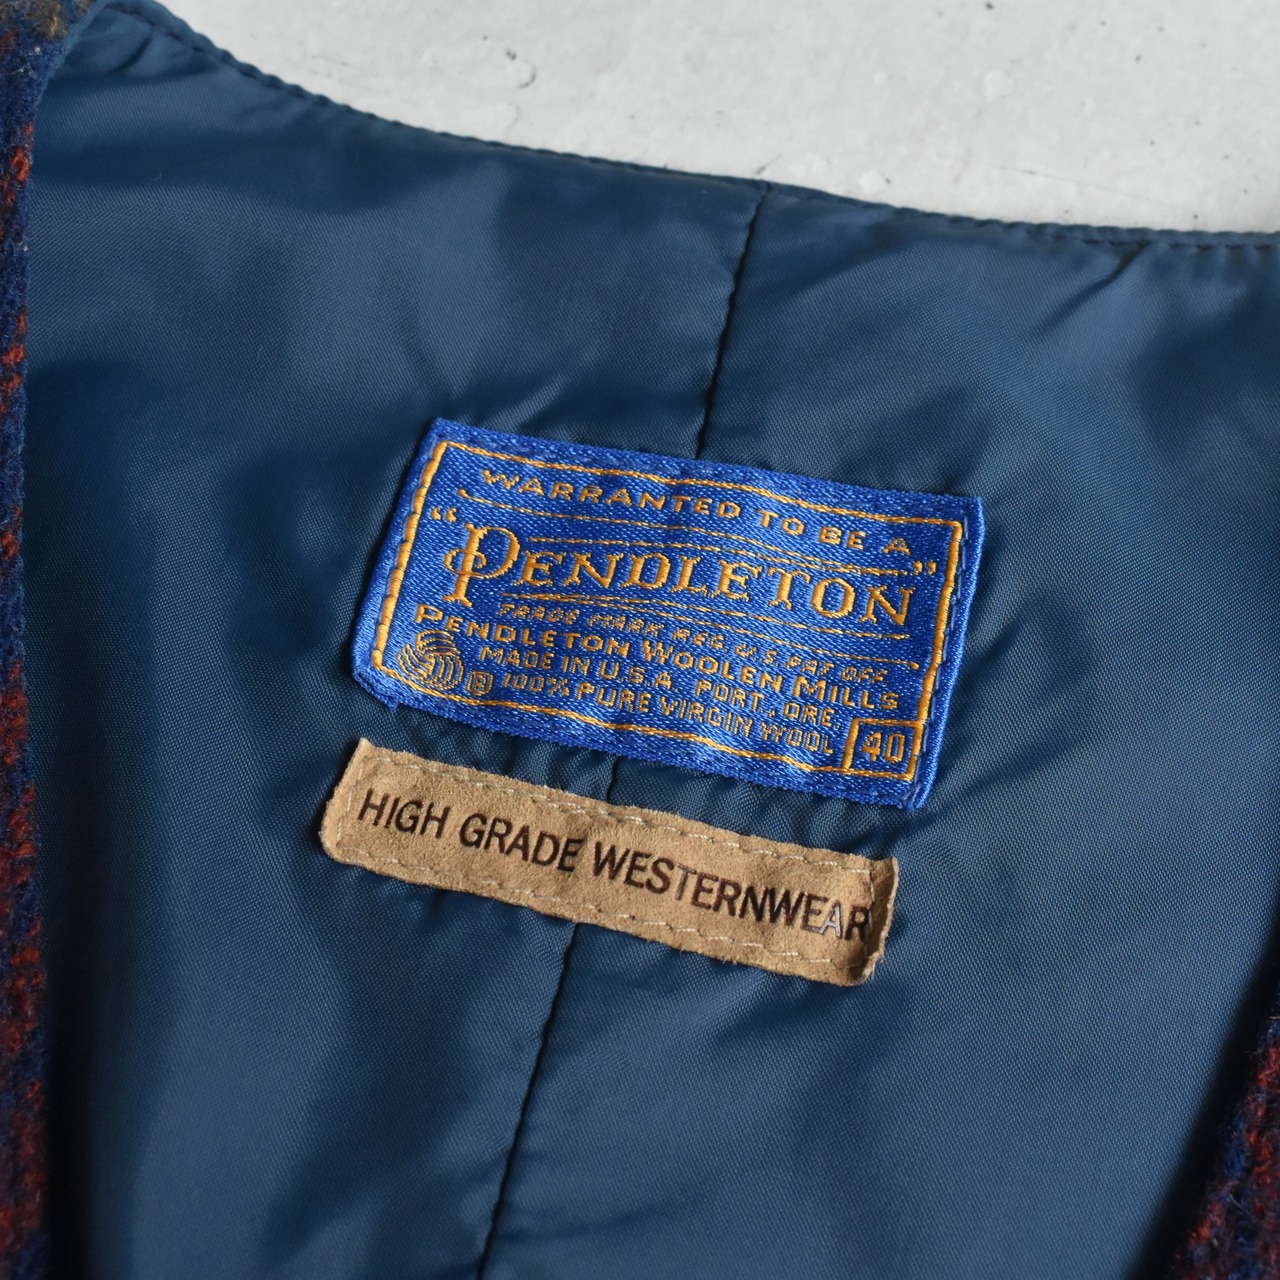 WARRANTED TO BE A
"PENDLETON"
TRADE MARK REG. U.S. PAT. OFF.
PENDLETON WOOLEN MILLS
MADE IN U.S.A. PORT., ORE.
® 100% PURE VIRGIN WOOL
40
HIGH GRADE WESTERNWEAR